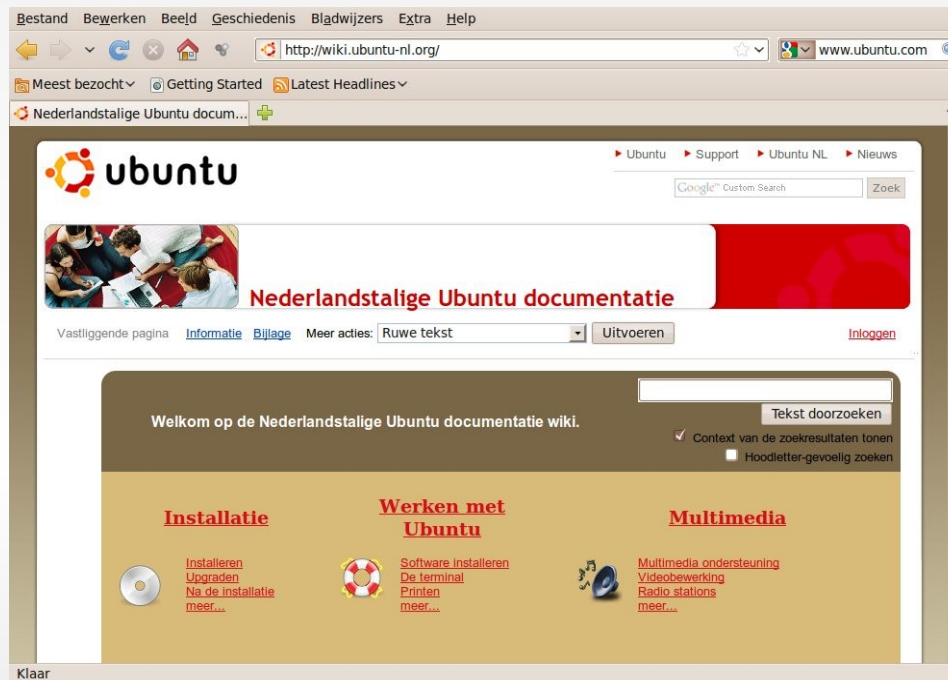 Bestand Bewerken Beeld Geschiedenis Bladwijzers Extra Help
http://wiki.ubuntu-nl.org/ www.ubuntu.com
Meest bezocht Getting Started Latest Headlines
Nederlandstalige Ubuntu docum...
ubuntu
Ubuntu Support Ubuntu NL Nieuws
Google™ Custom Search Zoek
Nederlandstalige Ubuntu documentatie
Vastliggende pagina Informatie Bijlage Meer acties: Ruwe tekst Uitvoeren Inloggen
Welkom op de Nederlandstalige Ubuntu documentatie wiki.
Tekst doorzoeken
Context van de zoekresultaten tonen
Hoodletter-gevoelig zoeken
Installatie
Installeren
Upgraden
Na de installatie
meer...
Werken met
Ubuntu
Software installeren
De terminal
Printen
meer...
Multimedia
Multimedia ondersteuning
Videobewerking
Radio stations
meer...
Klaar